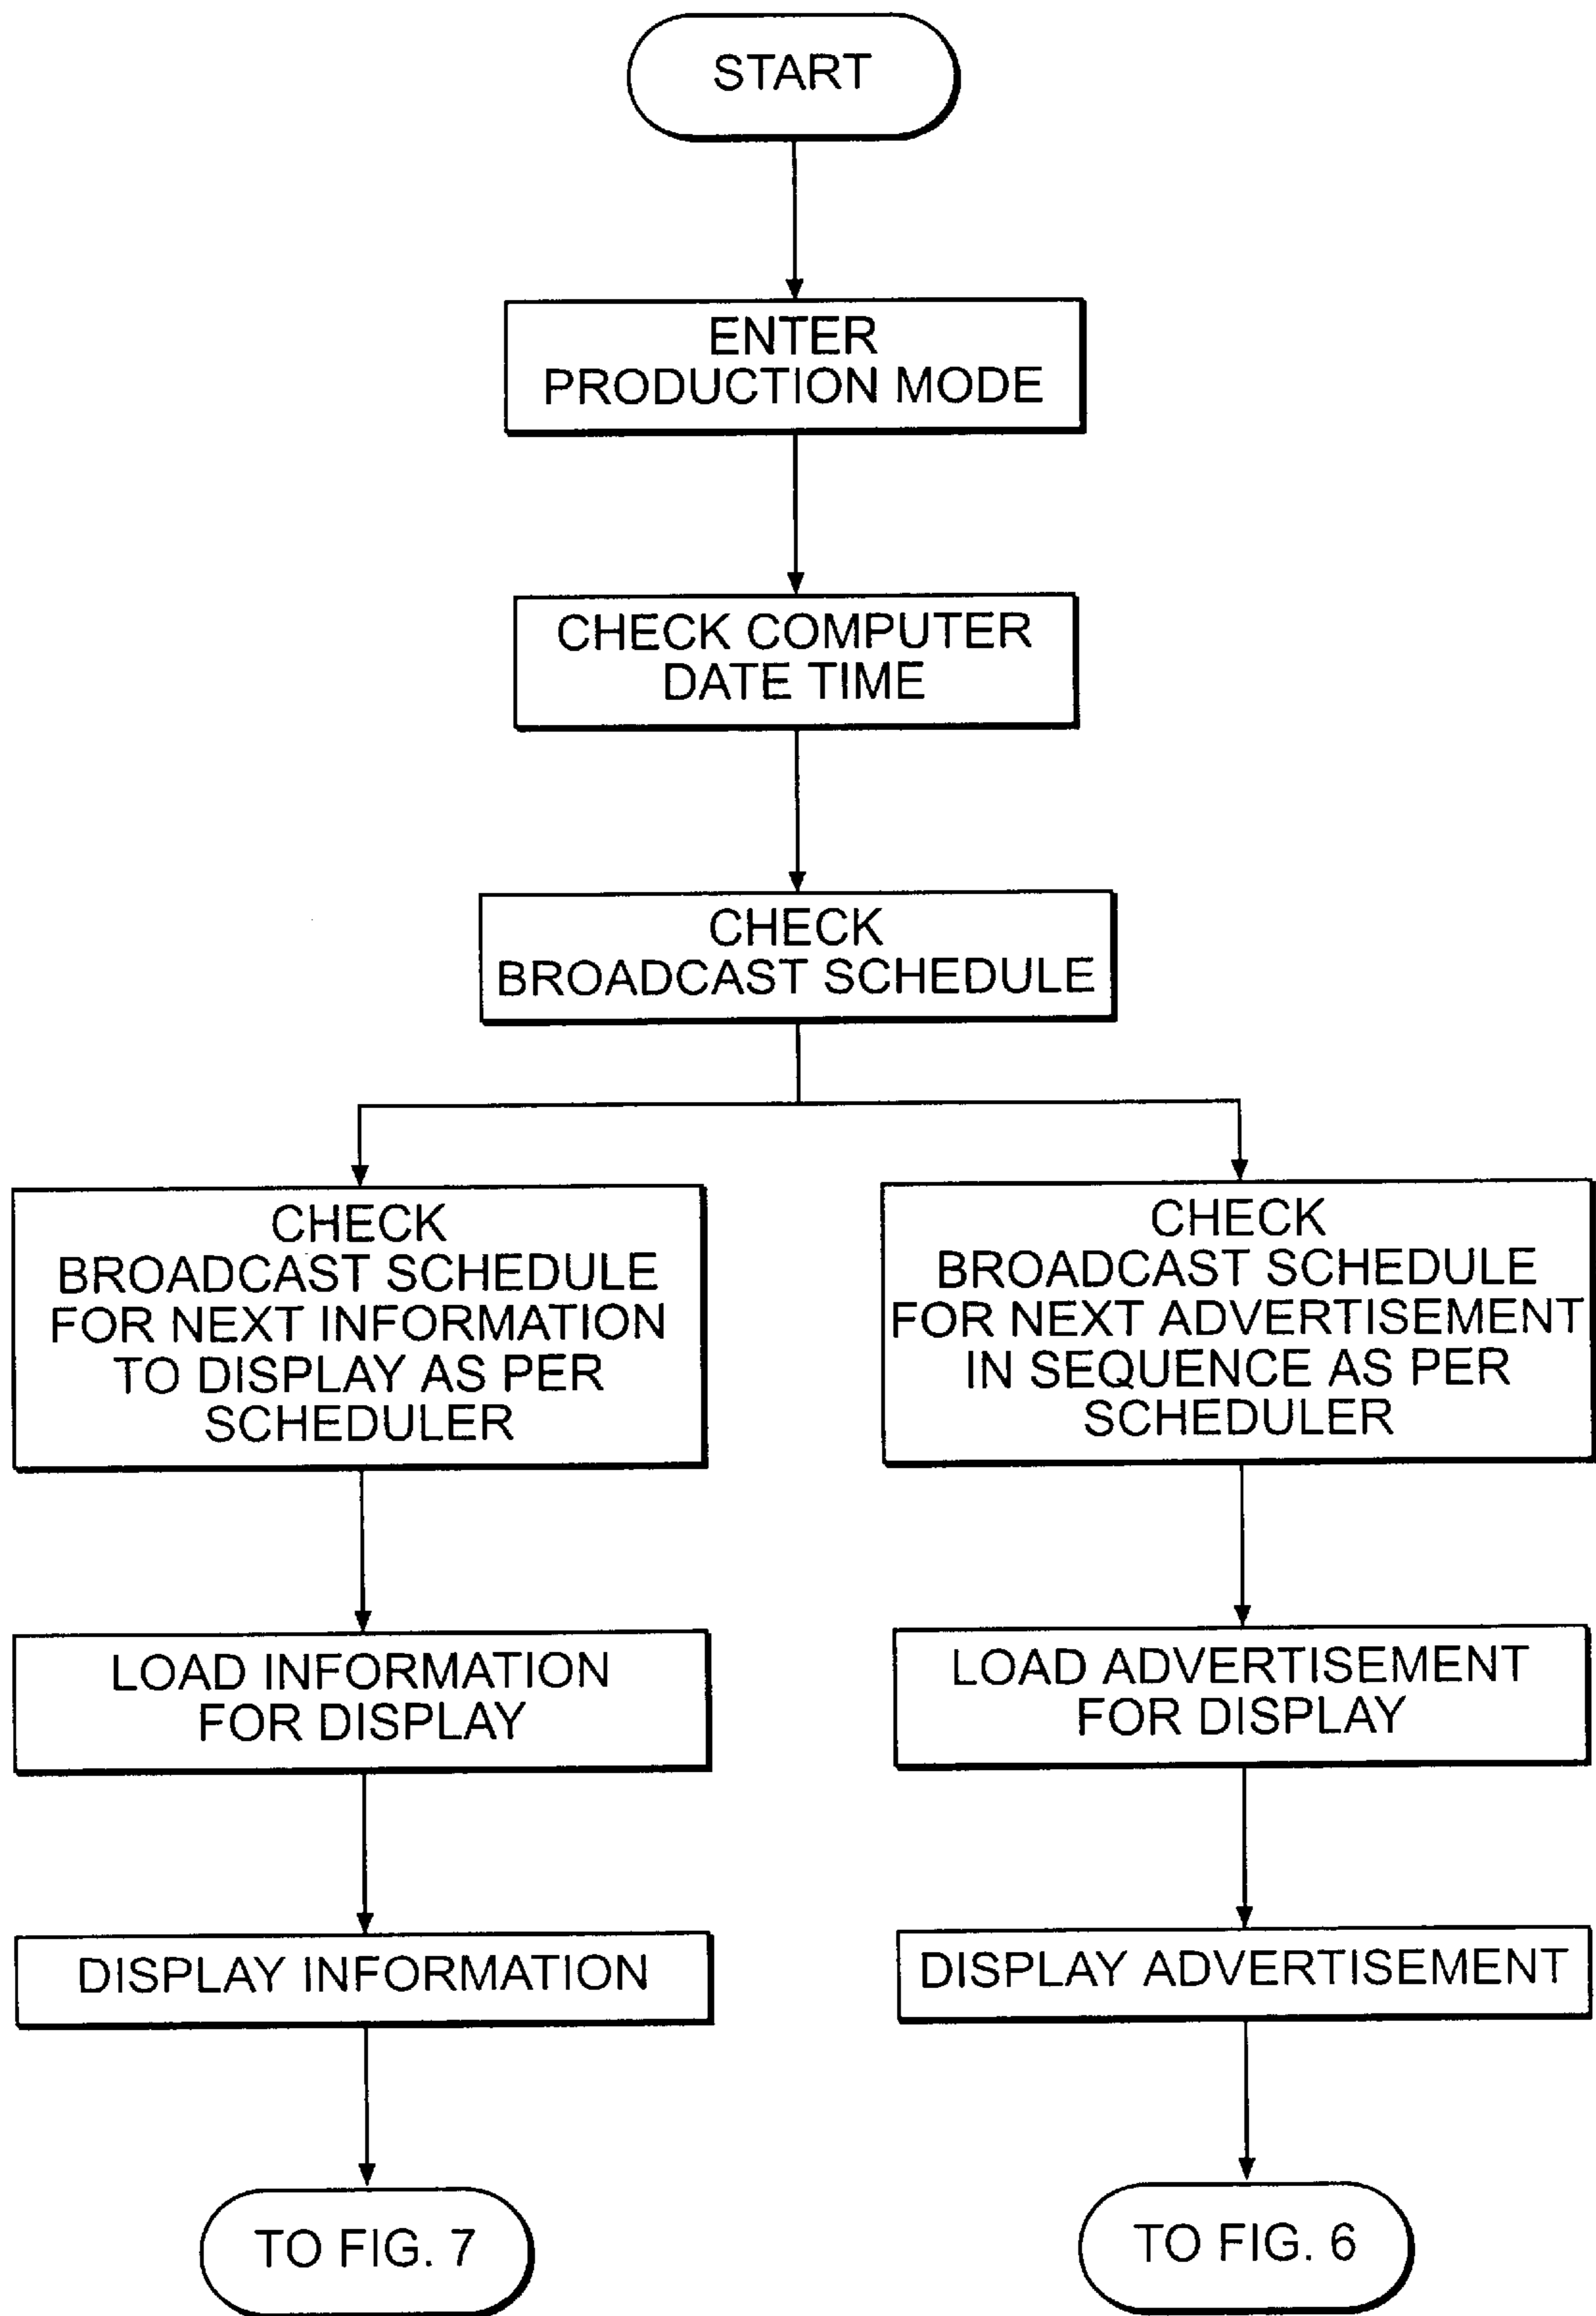 START
ENTER
PRODUCTION MODE
CHECK COMPUTER
DATE TIME
CHECK
BROADCAST SCHEDULE
CHECK
BROADCAST SCHEDULE
FOR NEXT INFORMATION
TO DISPLAY AS PER
SCHEDULER
CHECK
BROADCAST SCHEDULE
FOR NEXT ADVERTISEMENT
IN SEQUENCE AS PER
SCHEDULER
LOAD INFORMATION
FOR DISPLAY
LOAD ADVERTISEMENT
FOR DISPLAY
DISPLAY INFORMATION
DISPLAY ADVERTISEMENT
TO FIG. 7
TO FIG. 6